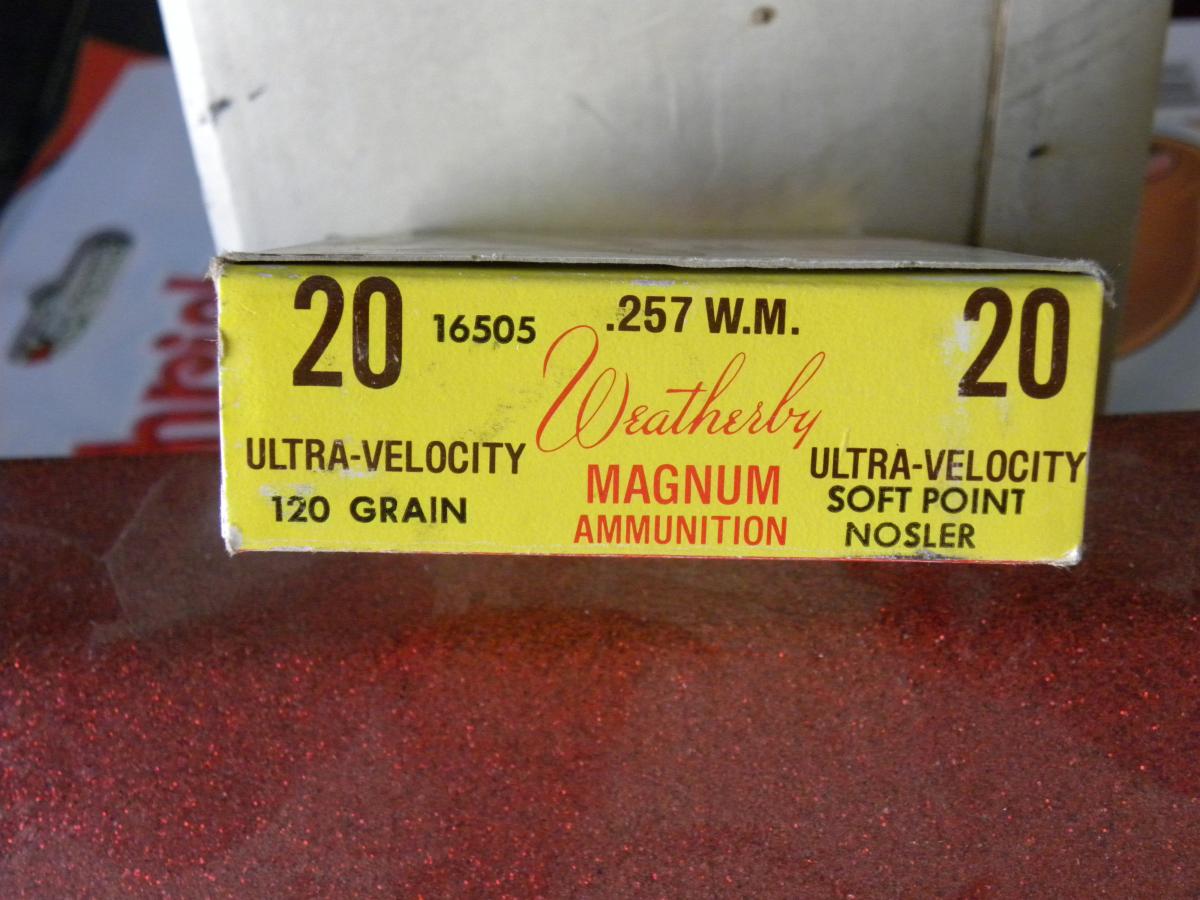 20 16505 .257 W.M. 20
Weatherby
ULTRA-VELOCITY MAGNUM ULTRA-VELOCITY
120 GRAIN AMMUNITION SOFT POINT
NOSLER